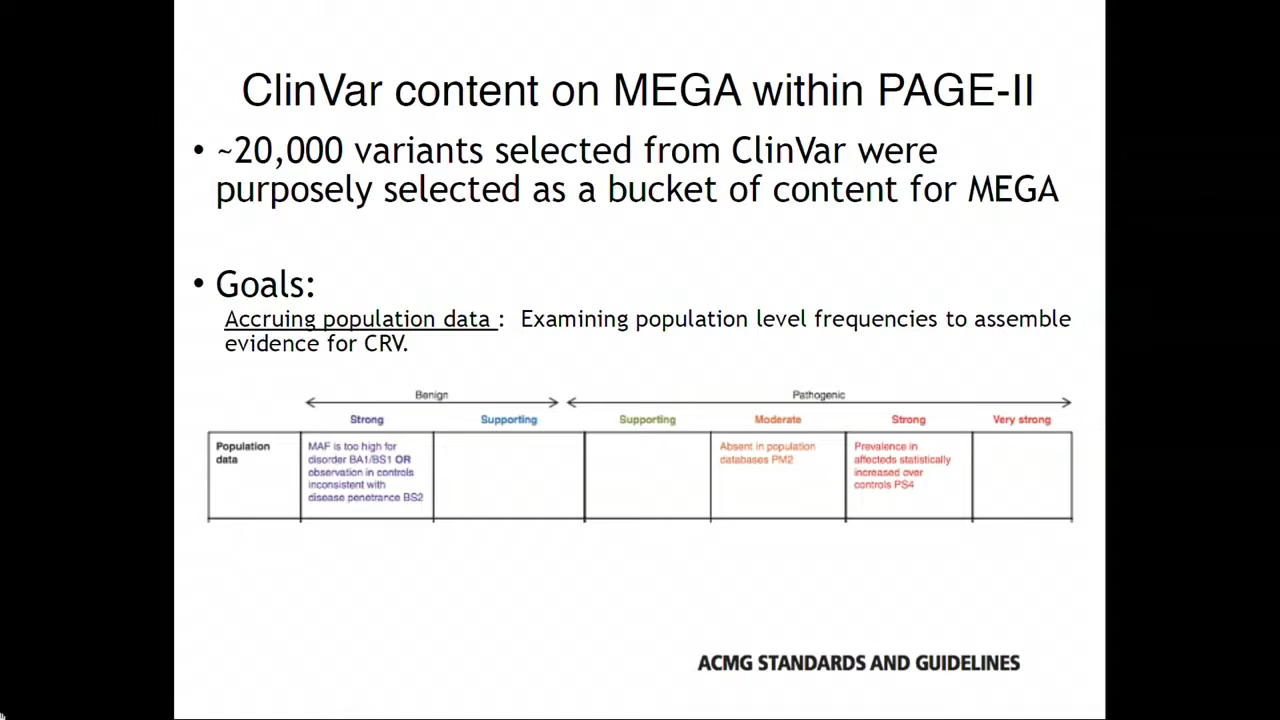 ClinVar content on MEGA within PAGE-II
• ~20,000 variants selected from ClinVar were
purposely selected as a bucket of content for MEGA
• Goals:
Accruing population data : Examining population level frequencies to assemble
evidence for CRV.
Benign Pathogenic
Strong Supporting Supporting Moderate Strong Very strong
Population
data
MAF is too high for
disorder BA1/BS1 OR
observation in controls
inconsistent with
disease penetrance BS2
Absent in population
databases PM2
Prevalence in
affecteds statistically
increased over
controls PS4
ACMG STANDARDS AND GUIDELINES